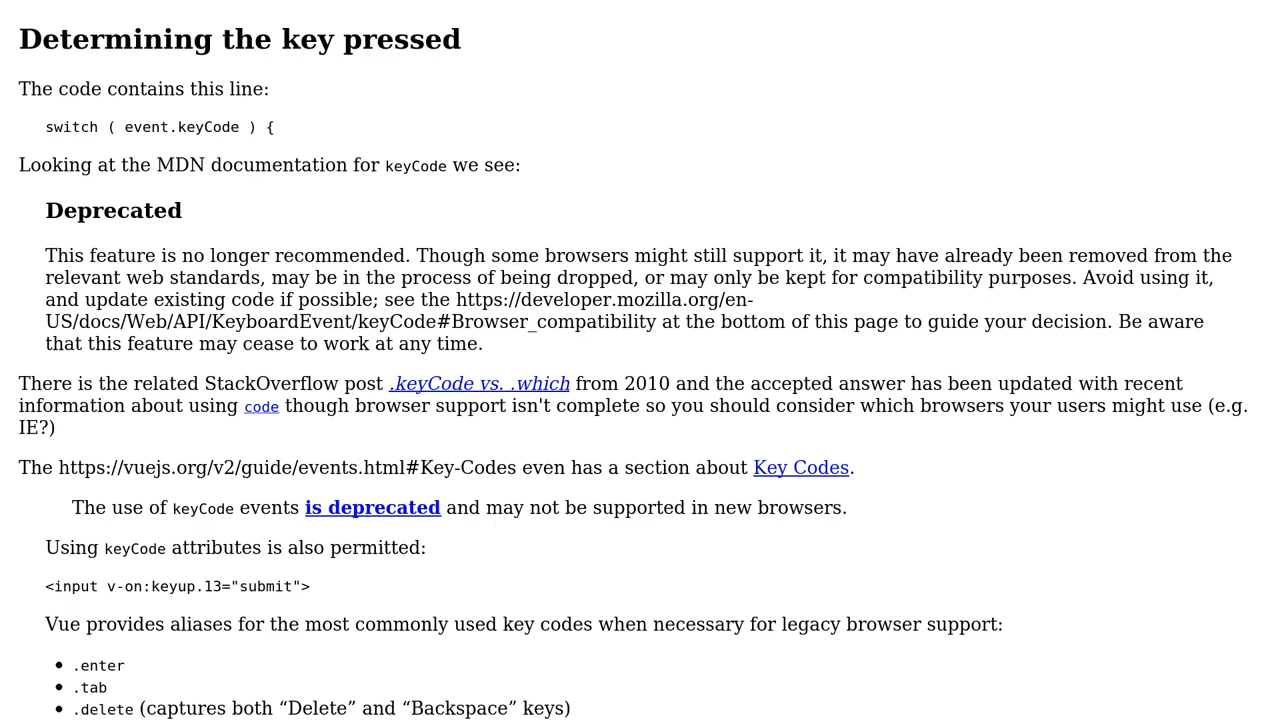 Determining the key pressed
The code contains this line:
switch ( event.keyCode ) {
Looking at the MDN documentation for keyCode we see:
Deprecated
This feature is no longer recommended. Though some browsers might still support it, it may have already been removed from the
relevant web standards, may be in the process of being dropped, or may only be kept for compatibility purposes. Avoid using it,
and update existing code if possible; see the https://developer.mozilla.org/en-
US/docs/Web/API/KeyboardEvent/keyCode#Browser_compatibility at the bottom of this page to guide your decision. Be aware
that this feature may cease to work at any time.
There is the related StackOverflow post .keyCode vs. .which from 2010 and the accepted answer has been updated with recent
information about using code though browser support isn't complete so you should consider which browsers your users might use (e.g.
IE?)
The https://vuejs.org/v2/guide/events.html#Key-Codes even has a section about Key Codes.
The use of keyCode events is deprecated and may not be supported in new browsers.
Using keyCode attributes is also permitted:
<input v-on:keyup.13="submit">
Vue provides aliases for the most commonly used key codes when necessary for legacy browser support:
• .enter
• .tab
• .delete (captures both “Delete” and “Backspace” keys)